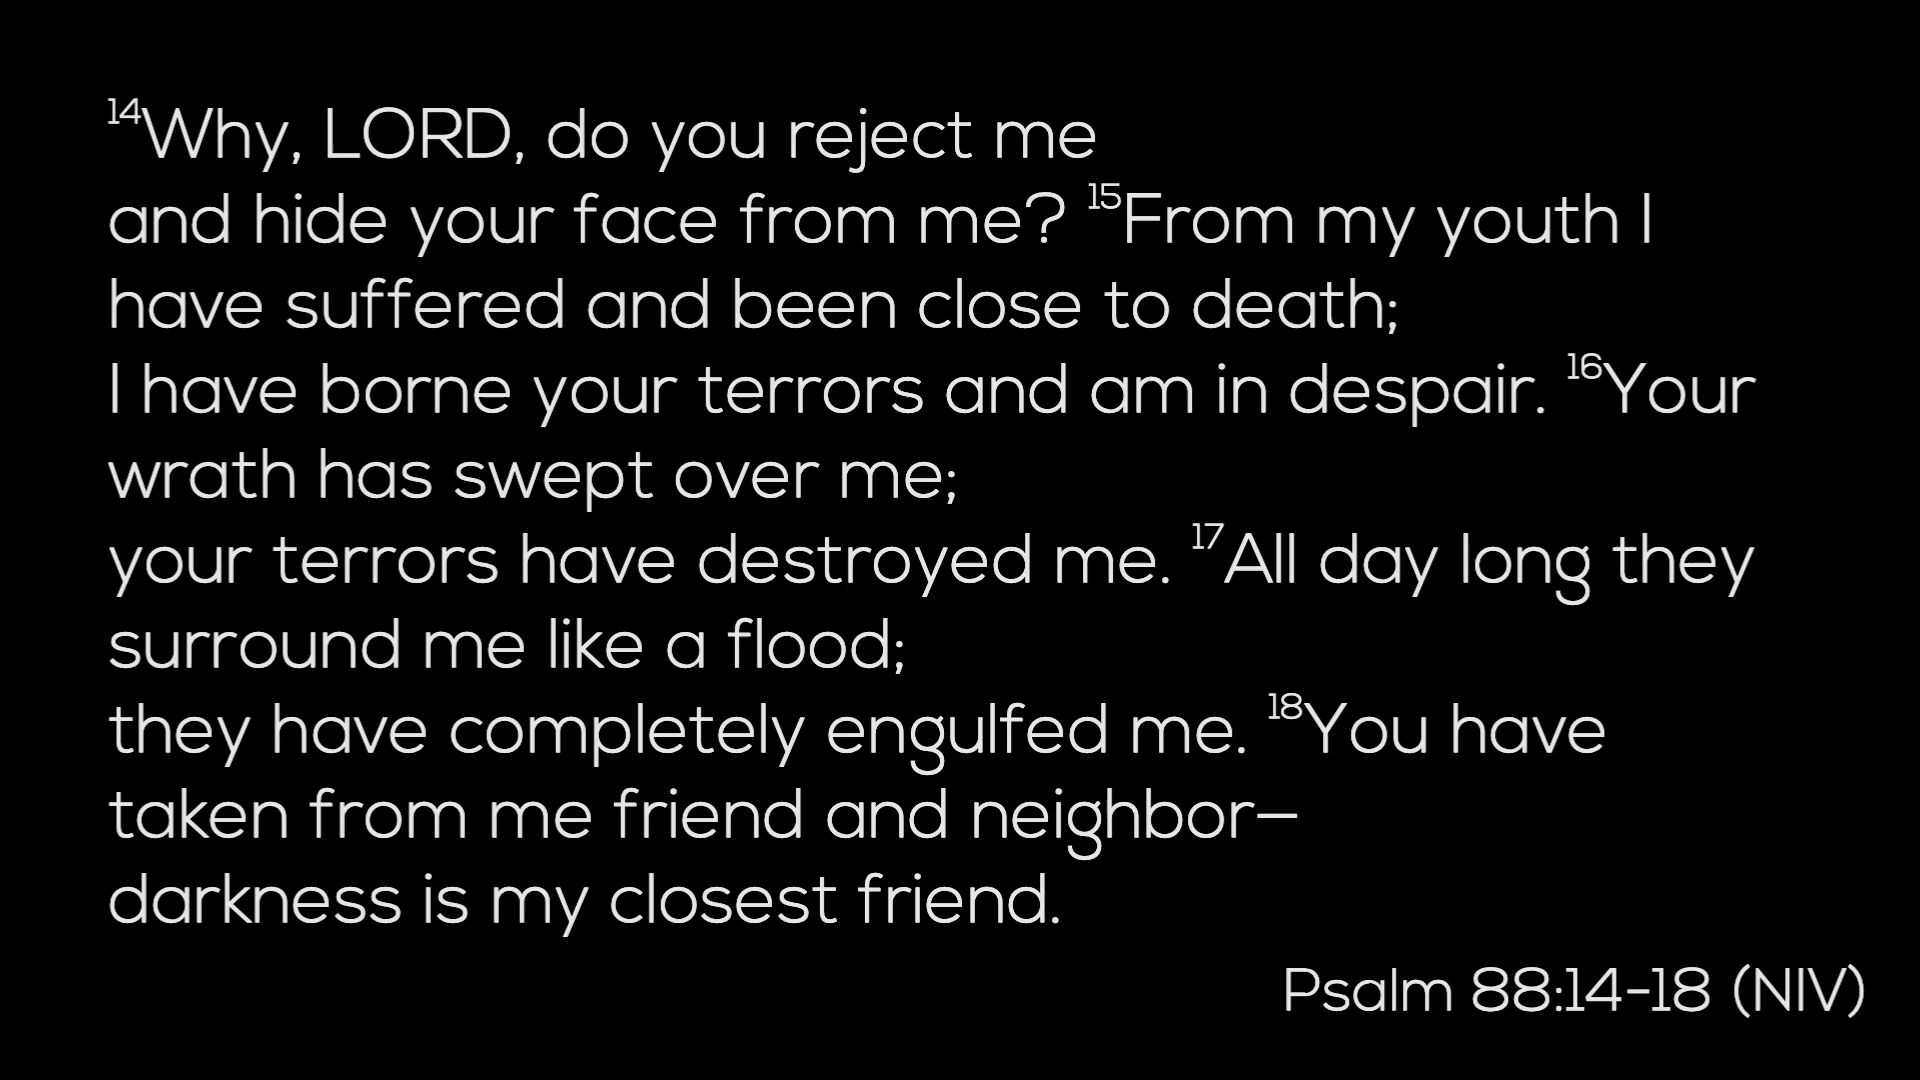 14Why, LORD, do you reject me
and hide your face from me? 15From my youth I
have suffered and been close to death;
I have borne your terrors and am in despair. 16Your
wrath has swept over me;
your terrors have destroyed me. 17All day long they
surround me like a flood;
they have completely engulfed me. 18You have
taken from me friend and neighbor—
darkness is my closest friend.
Psalm 88:14-18 (NIV)